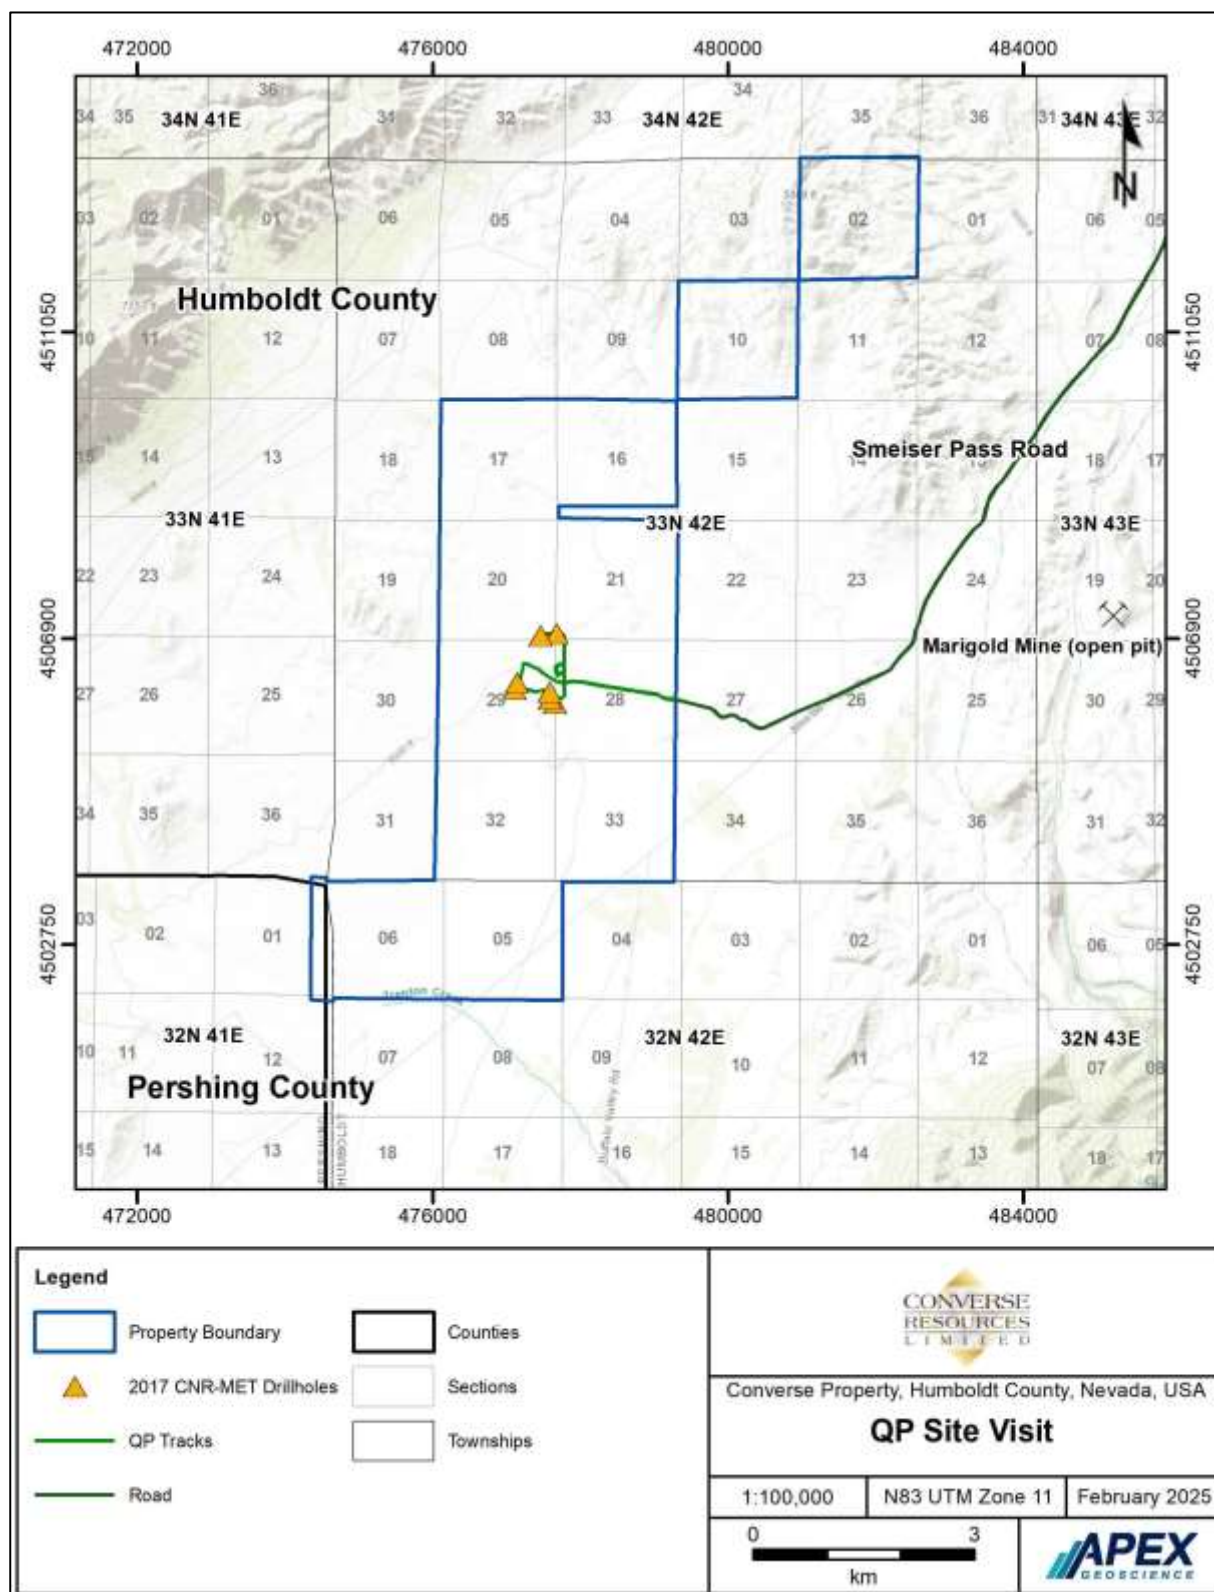 472000 476000 480000 484000
36 34
34 35 34N 41E 31 32 33 34N 42E 35 36 31 34N 43E 32
03 02 01 06 05 04 03 02 01 06 05
Humboldt County
4511050 4511050
10 11 12 07 08 09 10 11 12 07 08
Smeiser Pass Road
15 14 13 18 17 16 15 14 18 17
33N 41E 33N 42E 33N 43E
22 23 24 19 20 21 22 23 24 19 20
4506900 4506900
Marigold Mine (open pit)
27 26 25 30 29 28 27 26 25 30 29
34 35 36 31 32 33 34 35 36 31 32
03 02 01 06 05 04 03 02 01 06 05
4502750 4502750
32N 41E 32N 42E 32N 43E
10 11 12 07 08 09 10 11 12 07 08
Buffalo Valley Rd
Pershing County
PERSHING
HUMBOLDT
15 14 13 18 17 16 15 14 13 18 17
472000 476000 480000 484000
Legend
Property Boundary
2017 CNR-MET Drillholes
QP Tracks
Road
Counties
Sections
Townships
CONVERSE
RESOURCES
LIMITED
Converse Property, Humboldt County, Nevada, USA
QP Site Visit
1:100,000 N83 UTM Zone 11 February 2025
0 3
km
APEX
GEOSCIENCE
N